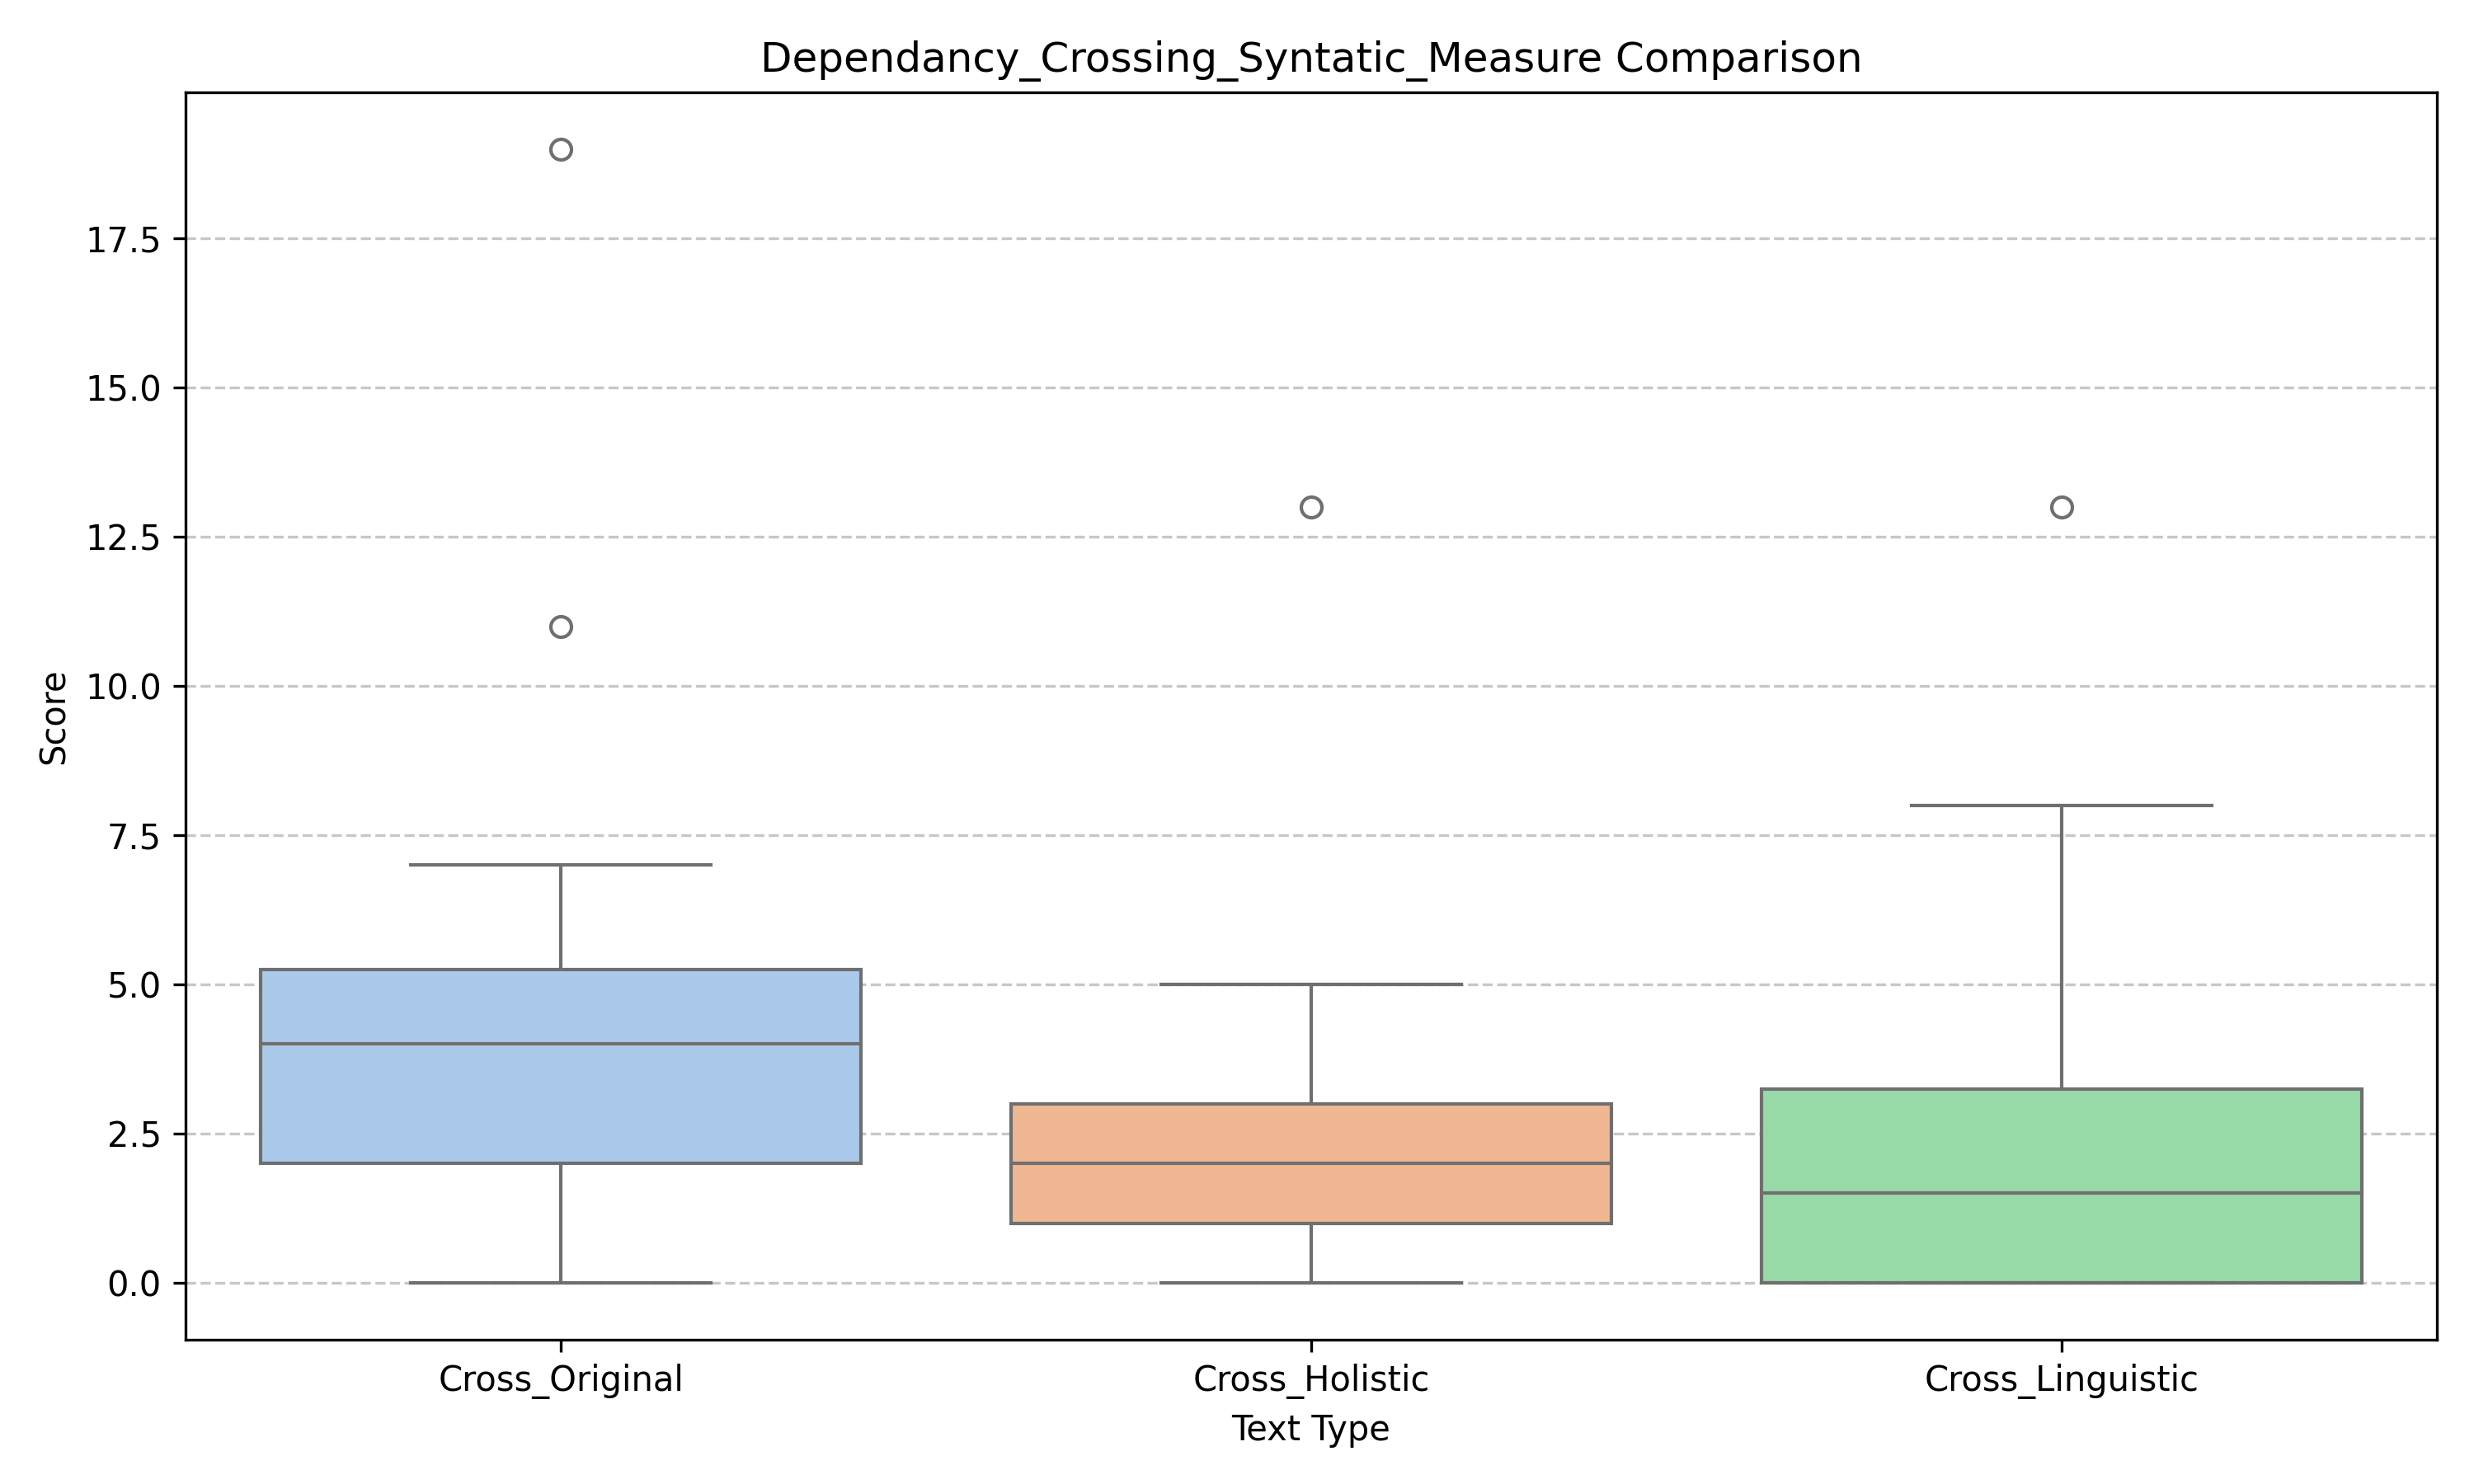 Dependancy_Crossing_Syntatic_Measure Comparison
17.5
15.0
12.5
10.0
7.5
5.0
2.5
0.0
Score
Cross_Original Cross_Holistic Cross_Linguistic
Text Type